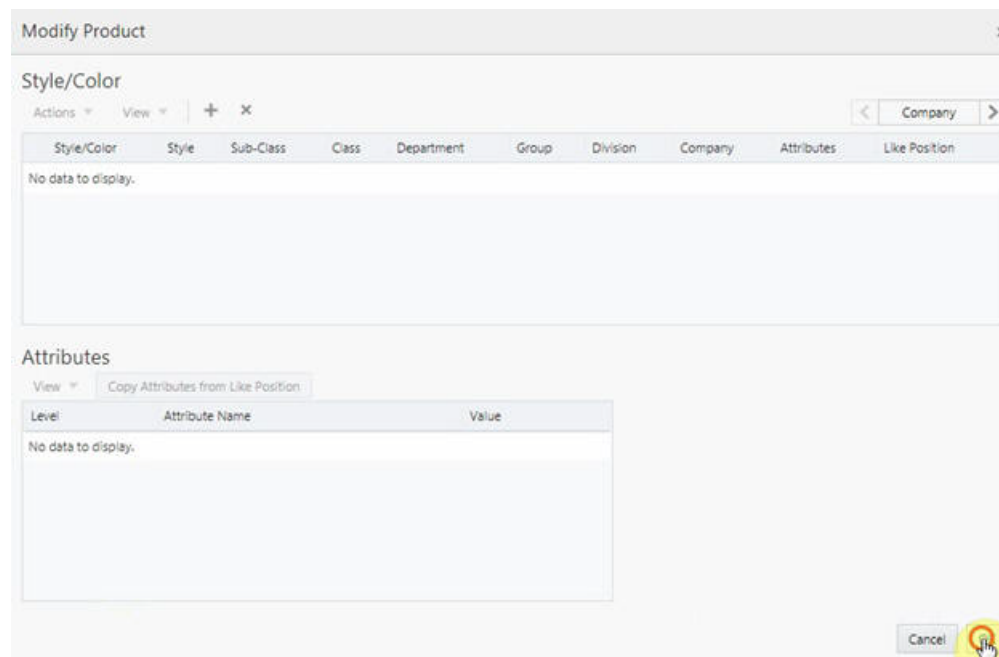 Modify Product
Style/Color
Actions View Company
Style/Color Style Sub-Class Class Department Group Division Company Attributes Like Position
No data to display.
Attributes
View Copy Attributes from Like Position
Level Attribute Name Value
No data to display.
Cancel